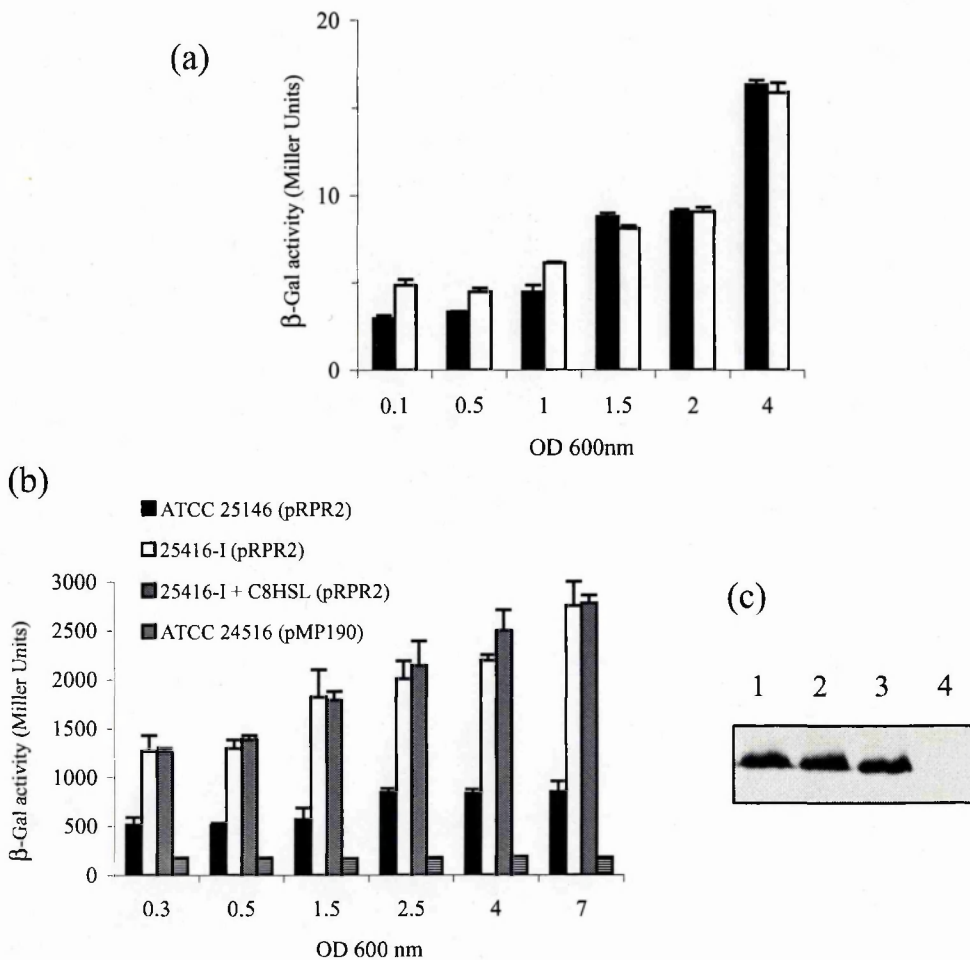 (a)
β-Gal activity (Miller Units)
20
10
0
0.1 0.5 1 1.5 2 4
OD 600nm
(b)
ATCC 25146 (pRPR2)
25416-I (pRPR2)
25416-I + C8HSL (pRPR2)
ATCC 24516 (pMP190)
β-Gal activity (Miller Units)
3000
2500
2000
1500
1000
500
0
0.3 0.5 1.5 2.5 4 7
OD 600 nm
(c)
1 2 3 4